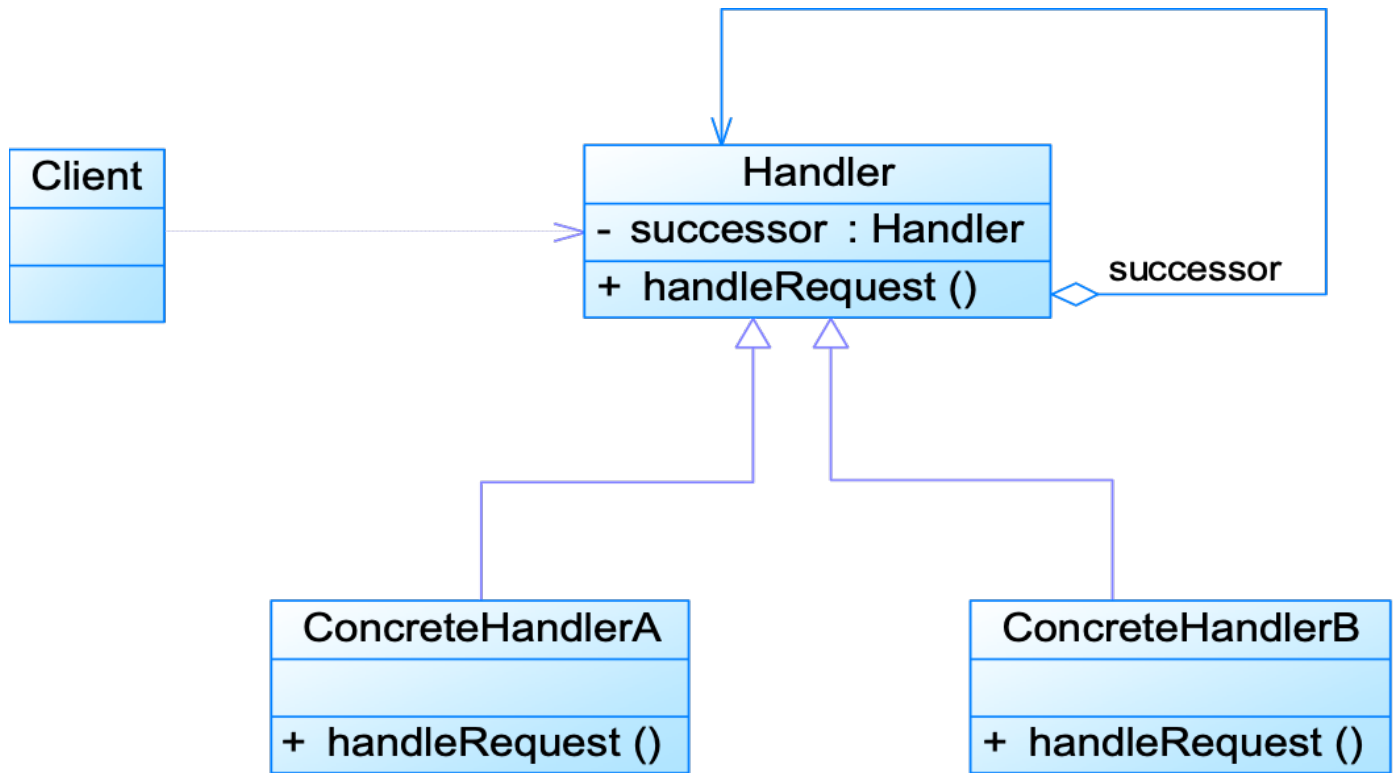 Client
Handler
- successor : Handler
+ handleRequest ()
successor
ConcreteHandlerA
+ handleRequest ()
ConcreteHandlerB
+ handleRequest ()